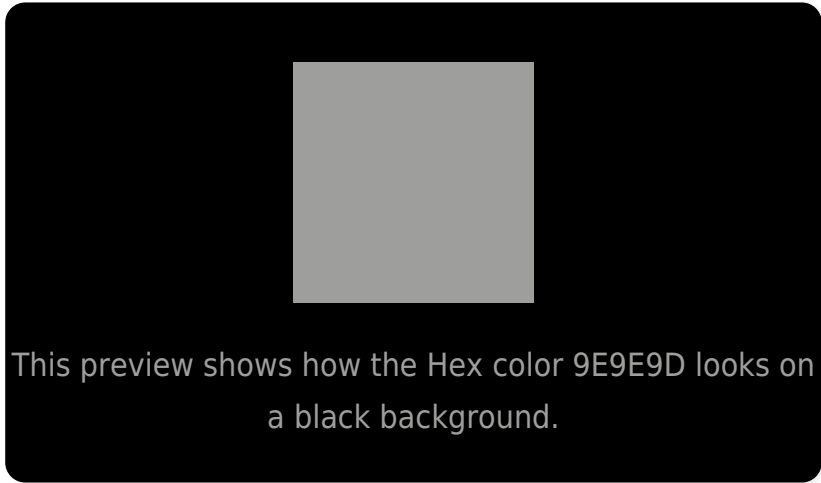 This preview shows how the Hex color 9E9E9D looks on
a black background.